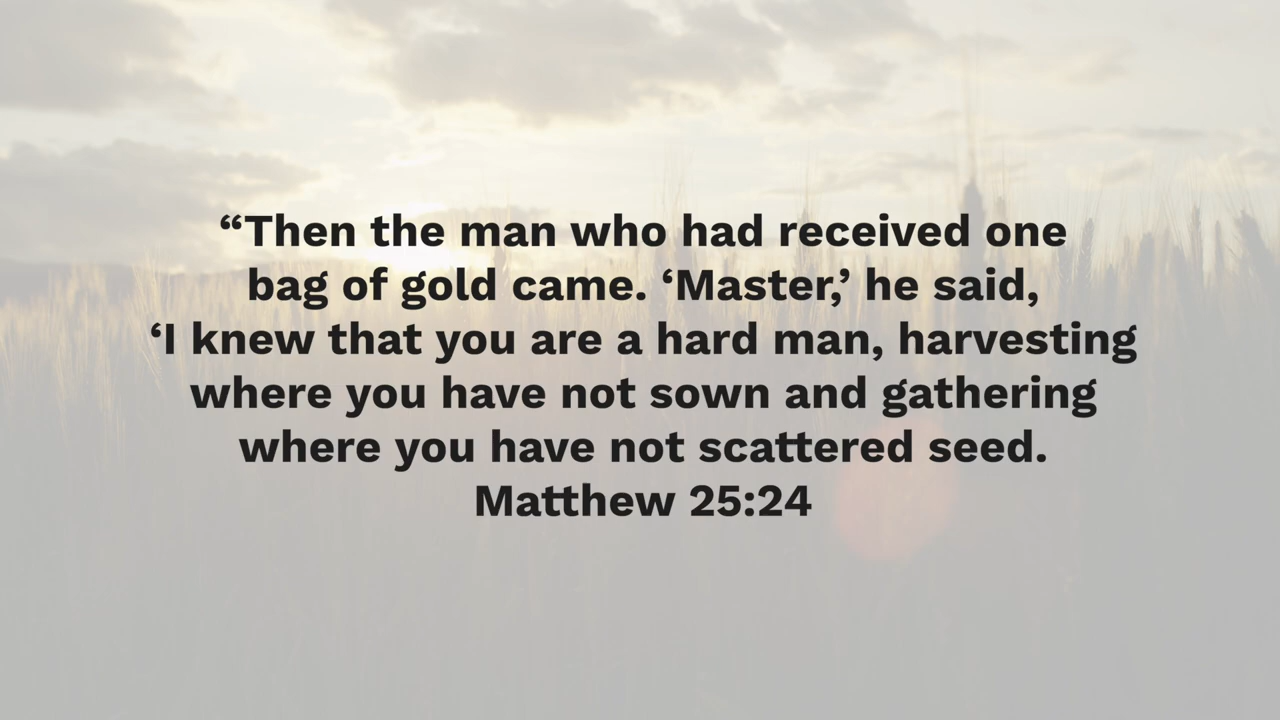 “Then the man who had received one
bag of gold came. ‘Master,’ he said,
‘I knew that you are a hard man, harvesting
where you have not sown and gathering
where you have not scattered seed.
Matthew 25:24